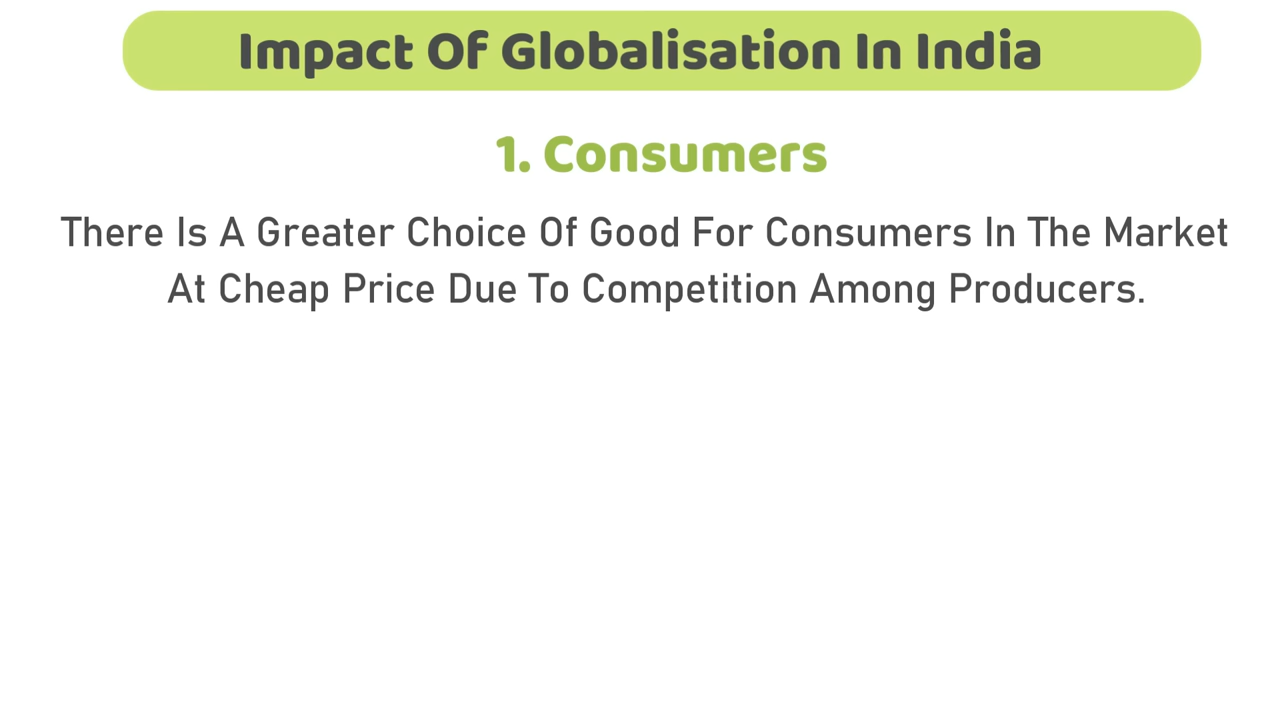 Impact Of Globalisation In India
1. Consumers
There Is A Greater Choice Of Good For Consumers In The Market
At Cheap Price Due To Competition Among Producers.